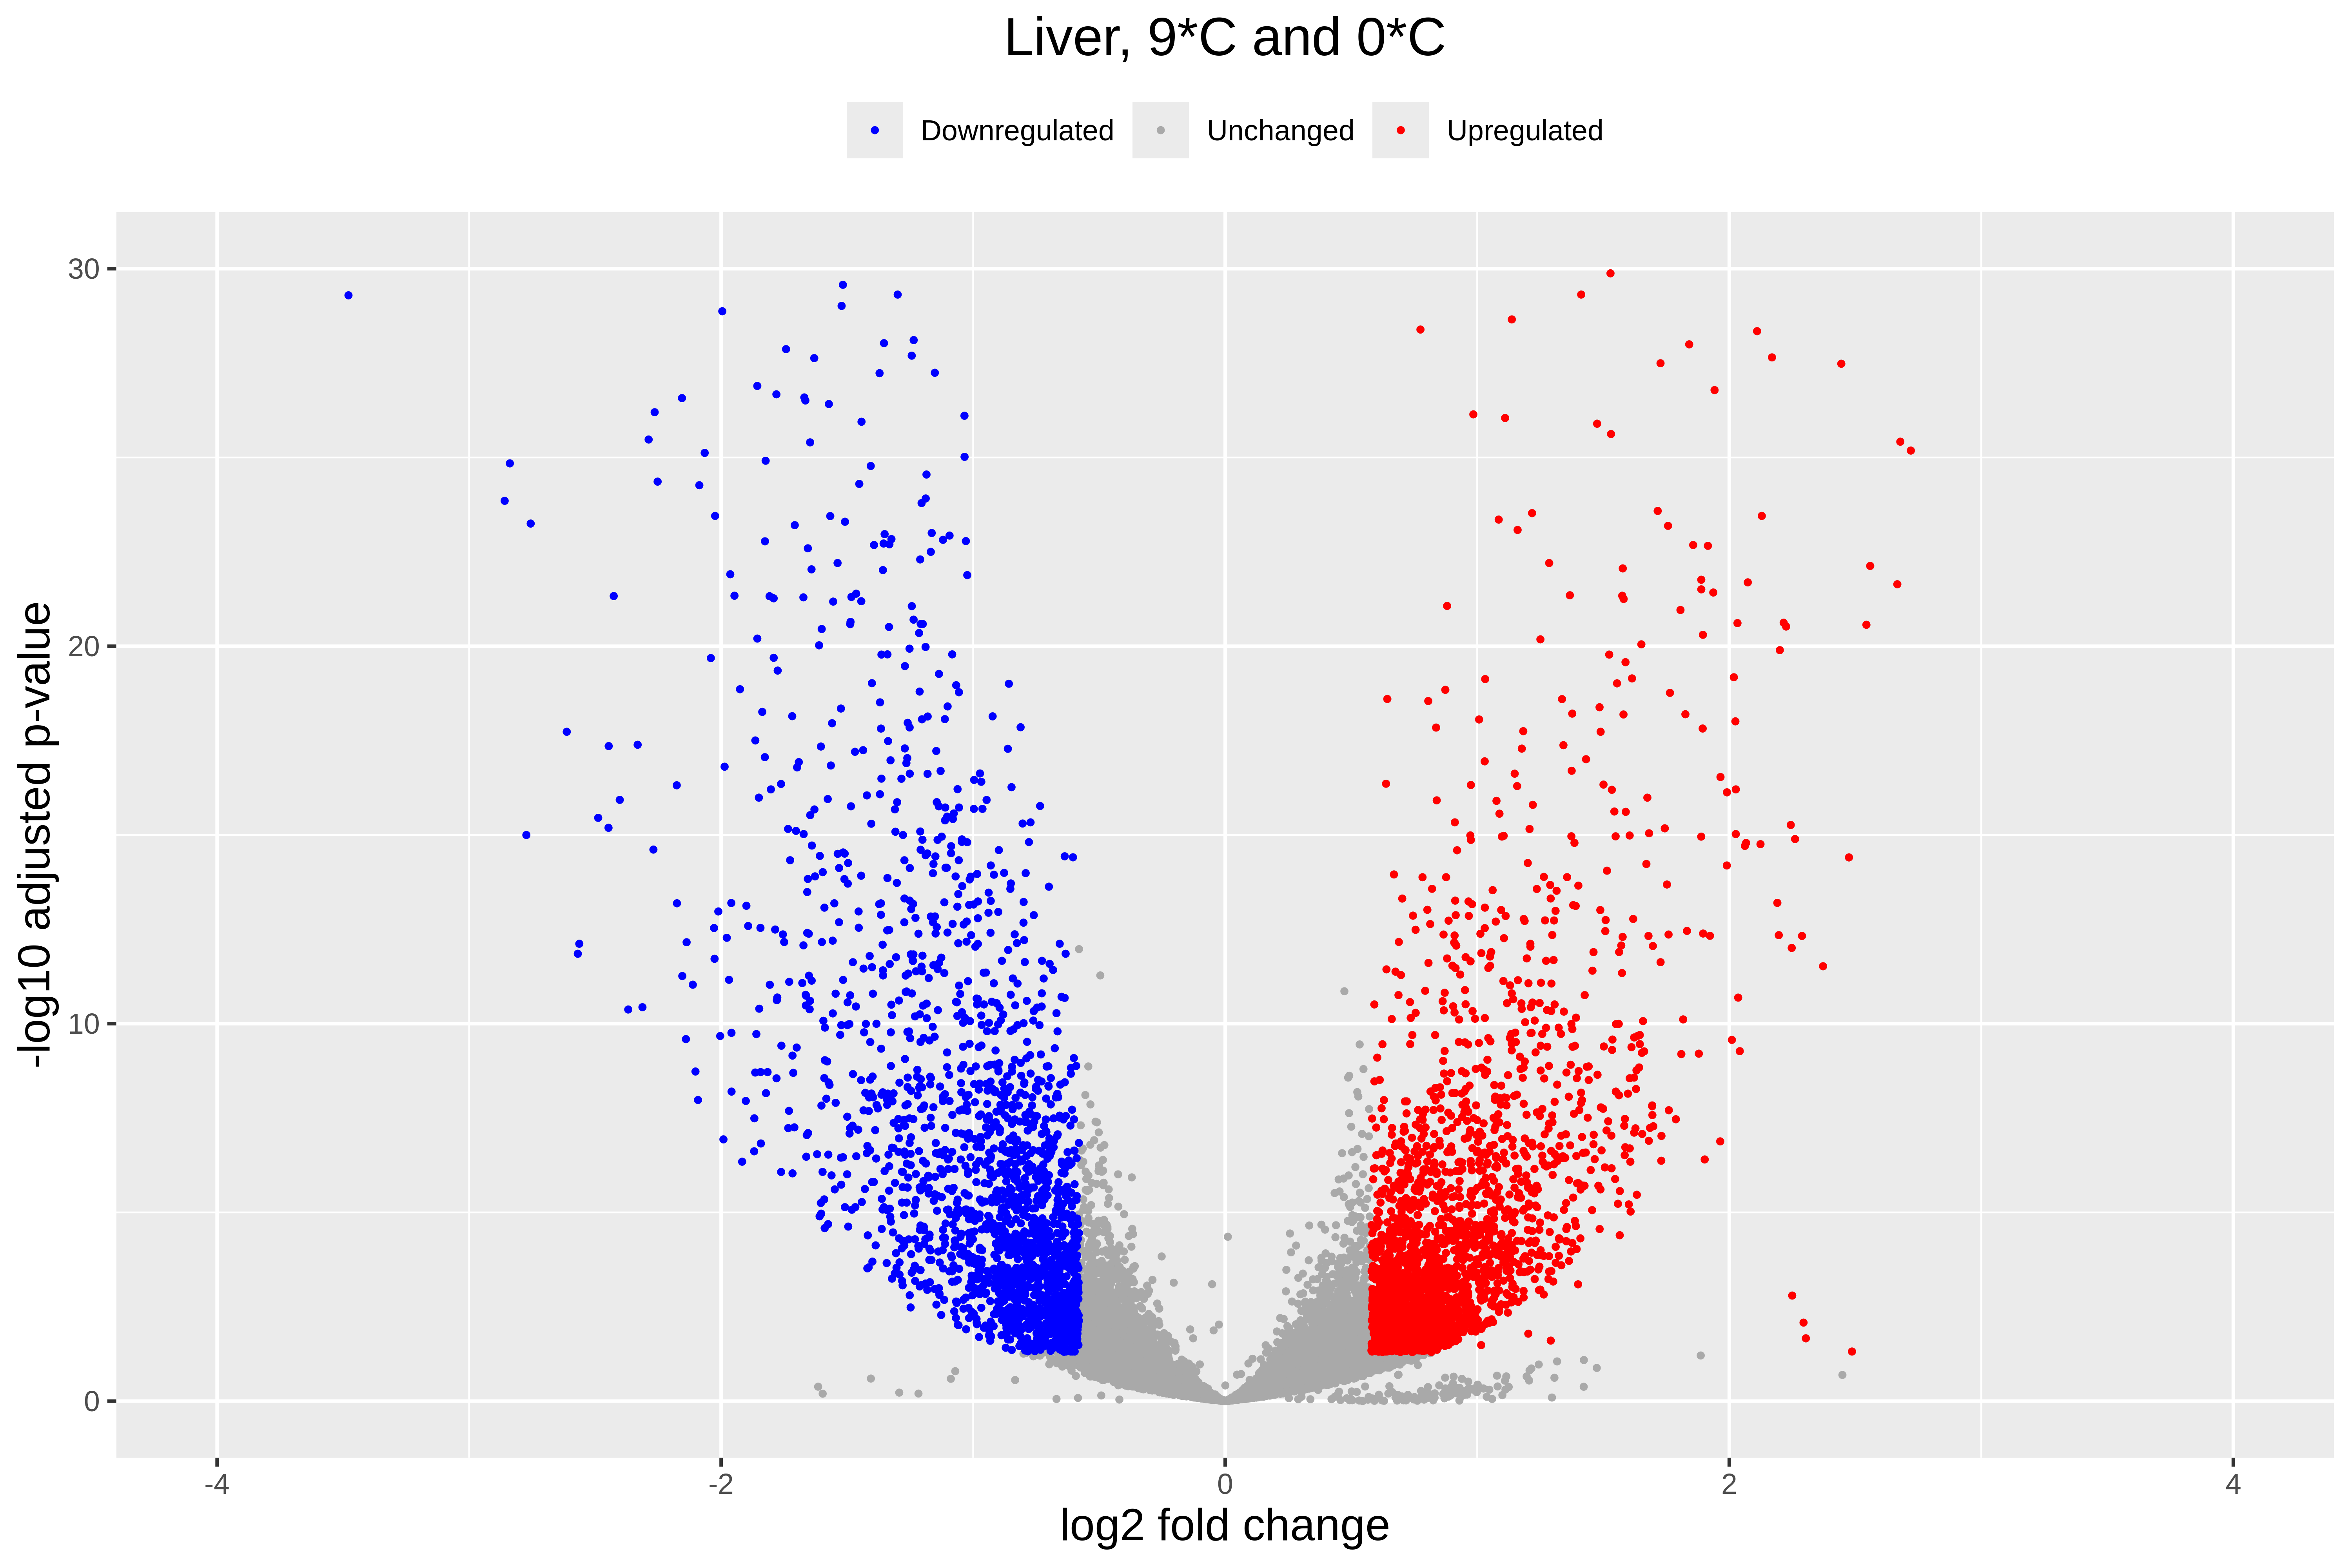 Liver, 9*C and 0*C
Downregulated Unchanged Upregulated
30
20
10
0
-log10 adjusted p-value
-4 -2 0 2 4
log2 fold change